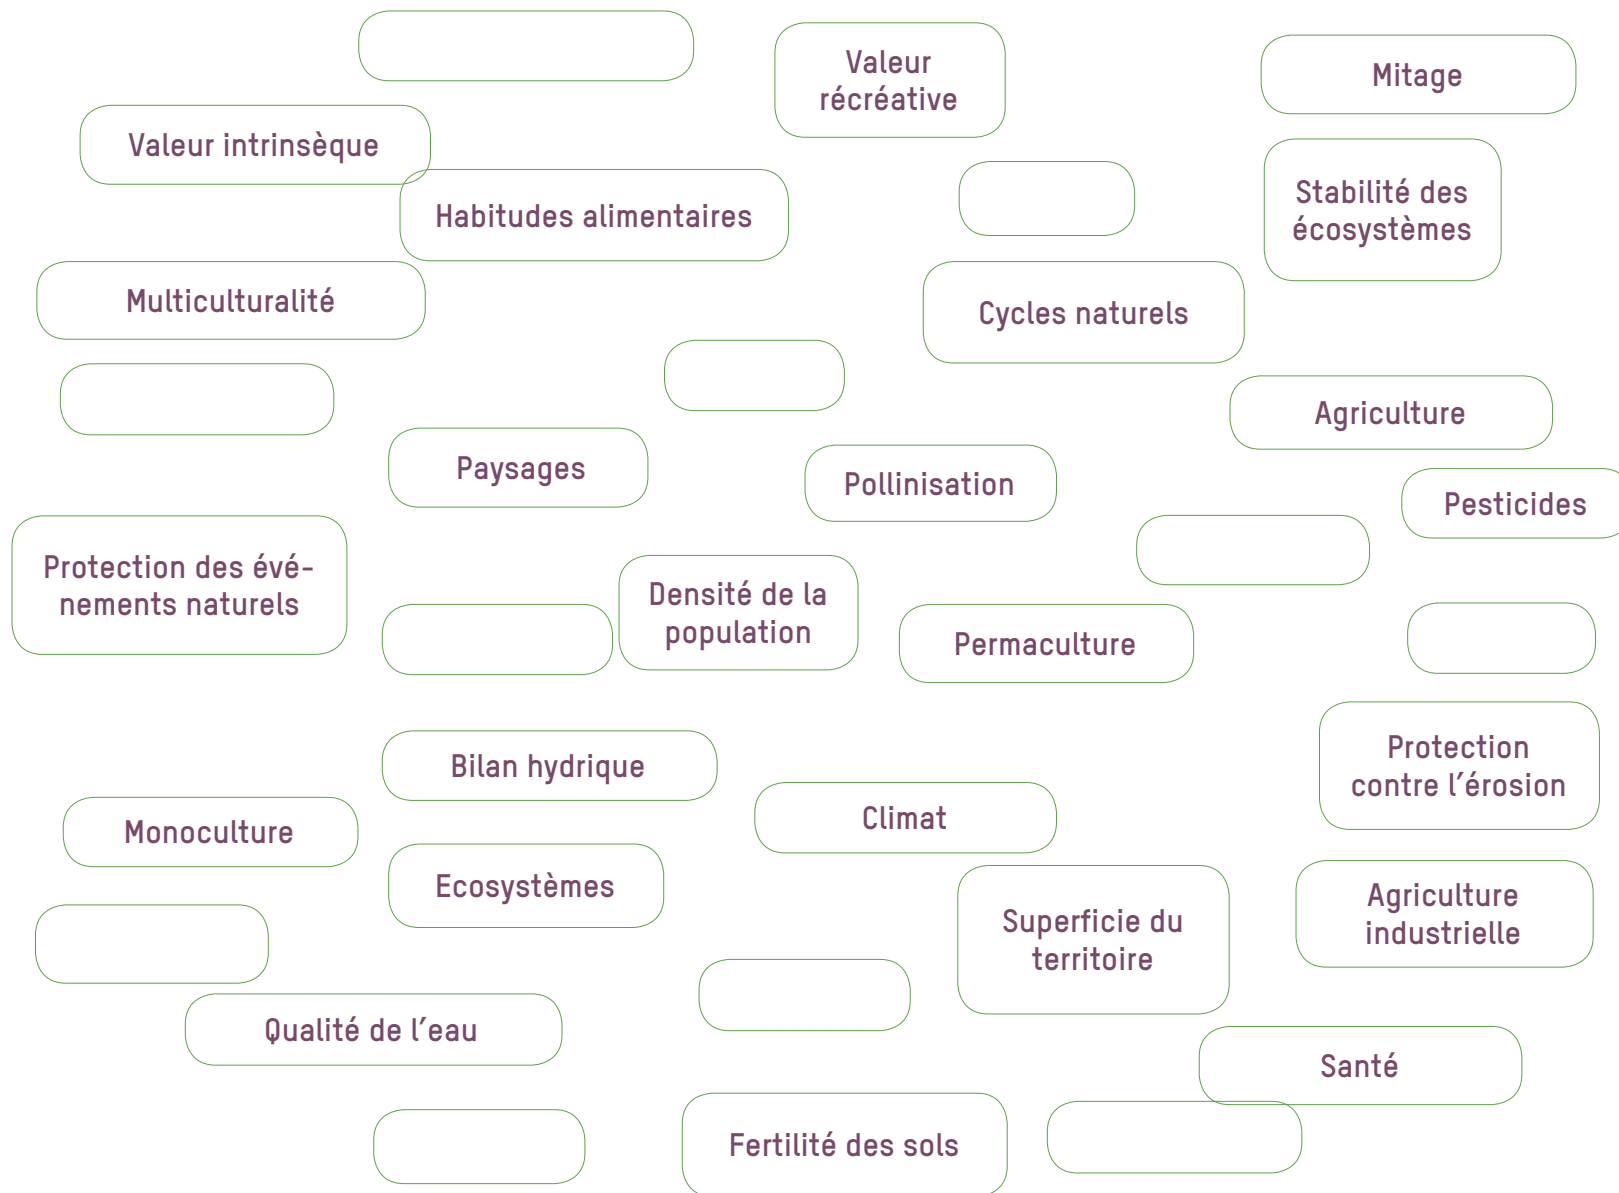 Valeur
récréative
Mitage
Valeur intrinsèque
Habitudes alimentaires
Stabilité des
écosystèmes
Multiculturalité
Cycles naturels
Agriculture
Paysages
Pollinisation
Pesticides
Protection des évé-
nements naturels
Densité de la
population
Permaculture
Bilan hydrique
Protection
contre l'érosion
Monoculture
Climat
Ecosystèmes
Superficie du
territoire
Agriculture
industrielle
Qualité de l'eau
Santé
Fertilité des sols